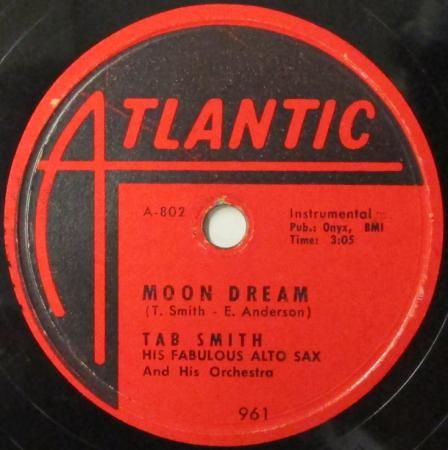 ATLANTIC
A-802
Instrumental
Pub.: Onyx, BMI
Time: 3:05
MOON DREAM
(T. Smith - E. Anderson)
TAB SMITH
HIS FABULOUS ALTO SAX
And His Orchestra
961